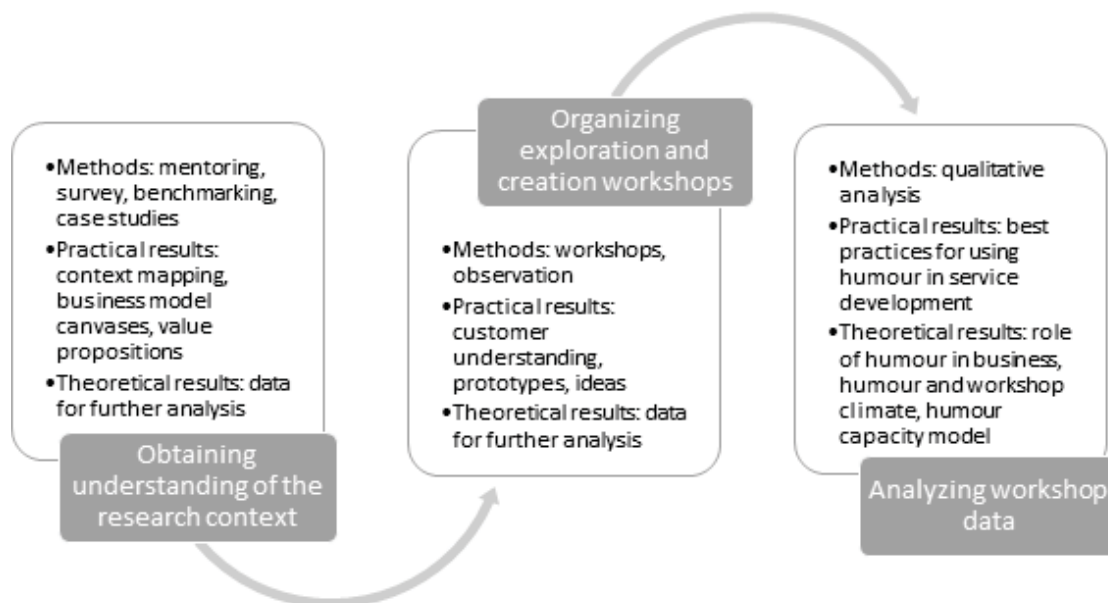 •Methods: mentoring,
survey, benchmarking,
case studies
•Practical results:
context mapping,
business model
canvases, value
propositions
•Theoretical results: data
for further analysis
Obtaining
understanding of the
research context
Organizing
exploration and
creation workshops
•Methods: workshops,
observation
•Practical results:
customer
understanding,
prototypes, ideas
•Theoretical results: data
for further analysis
•Methods: qualitative
analysis
•Practical results: best
practices for using
humour in service
development
•Theoretical results: role
of humour in business,
humour and workshop
climate, humour
capacity model
Analyzing workshop
data